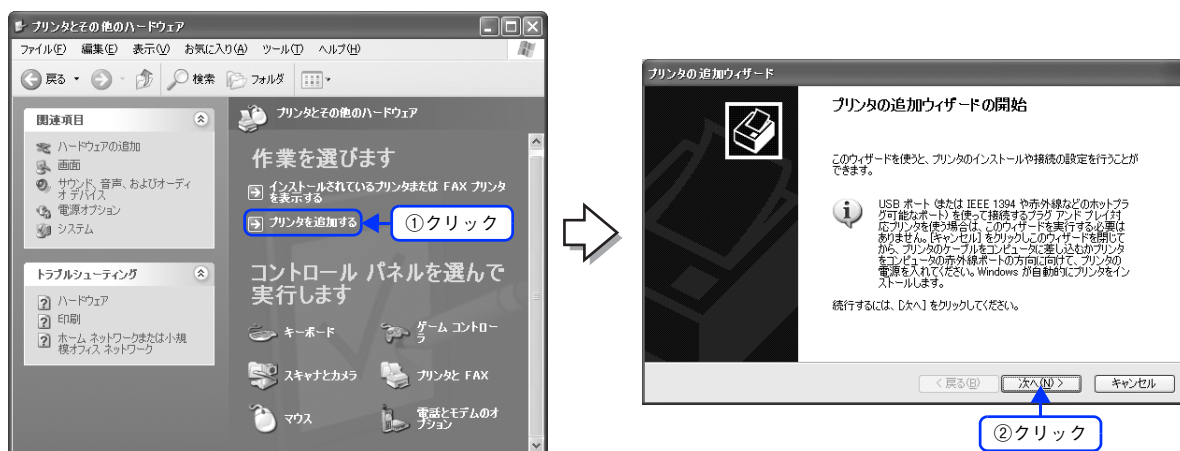 プリンタとその他のハードウェア
ファイル(F) 編集(E) 表示(V) お気に入り(A) ツール(T) ヘルプ(H)
戻る 検索 フォルダ
関連項目
ハードウェアの追加
画面
サウンド、音声、およびオーディ
オ デバイス
電源オプション
システム
トラブルシューティング
ハードウェア
印刷
ホーム ネットワークまたは小規
模オフィス ネットワーク
プリンタとその他のハードウェア
作業を選びます
インストールされているプリンタまたは FAX プリンタ
を表示する
プリンタを追加する
①クリック
コントロール パネルを選んで
実行します
キーボード
ゲーム コントロー
ラ
スキャナとカメラ
プリンタと FAX
マウス
電話とモデムのオ
プション
プリンタの追加ウィザード
プリンタの追加ウィザードの開始
このウィザードを使うと、プリンタのインストールや接続の設定を行うことが
できます。
USB ポート (または IEEE 1394 や赤外線などのホットプラ
グ可能なポート) を使って接続するプラグ アンド プレイ対
応プリンタを使う場合は、このウィザードを実行する必要は
ありません。[キャンセル] をクリックしこのウィザードを閉じて
から、プリンタのケーブルをコンピュータに差し込むかプリンタ
をコンピュータの赤外線ポートの方向に向けて、プリンタの
電源を入れてください。Windows が自動的にプリンタをイン
ストールします。
続行するには、[次へ] をクリックしてください。
< 戻る(B) 次へ(N) > キャンセル
②クリック